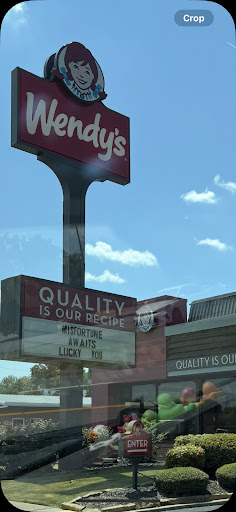 Crop
Wendy's
QUALITY
IS OUR RECIPE
MISFORTUNE
AWAITS
LUCKY YOU
QUALITY IS OUR
ENTER